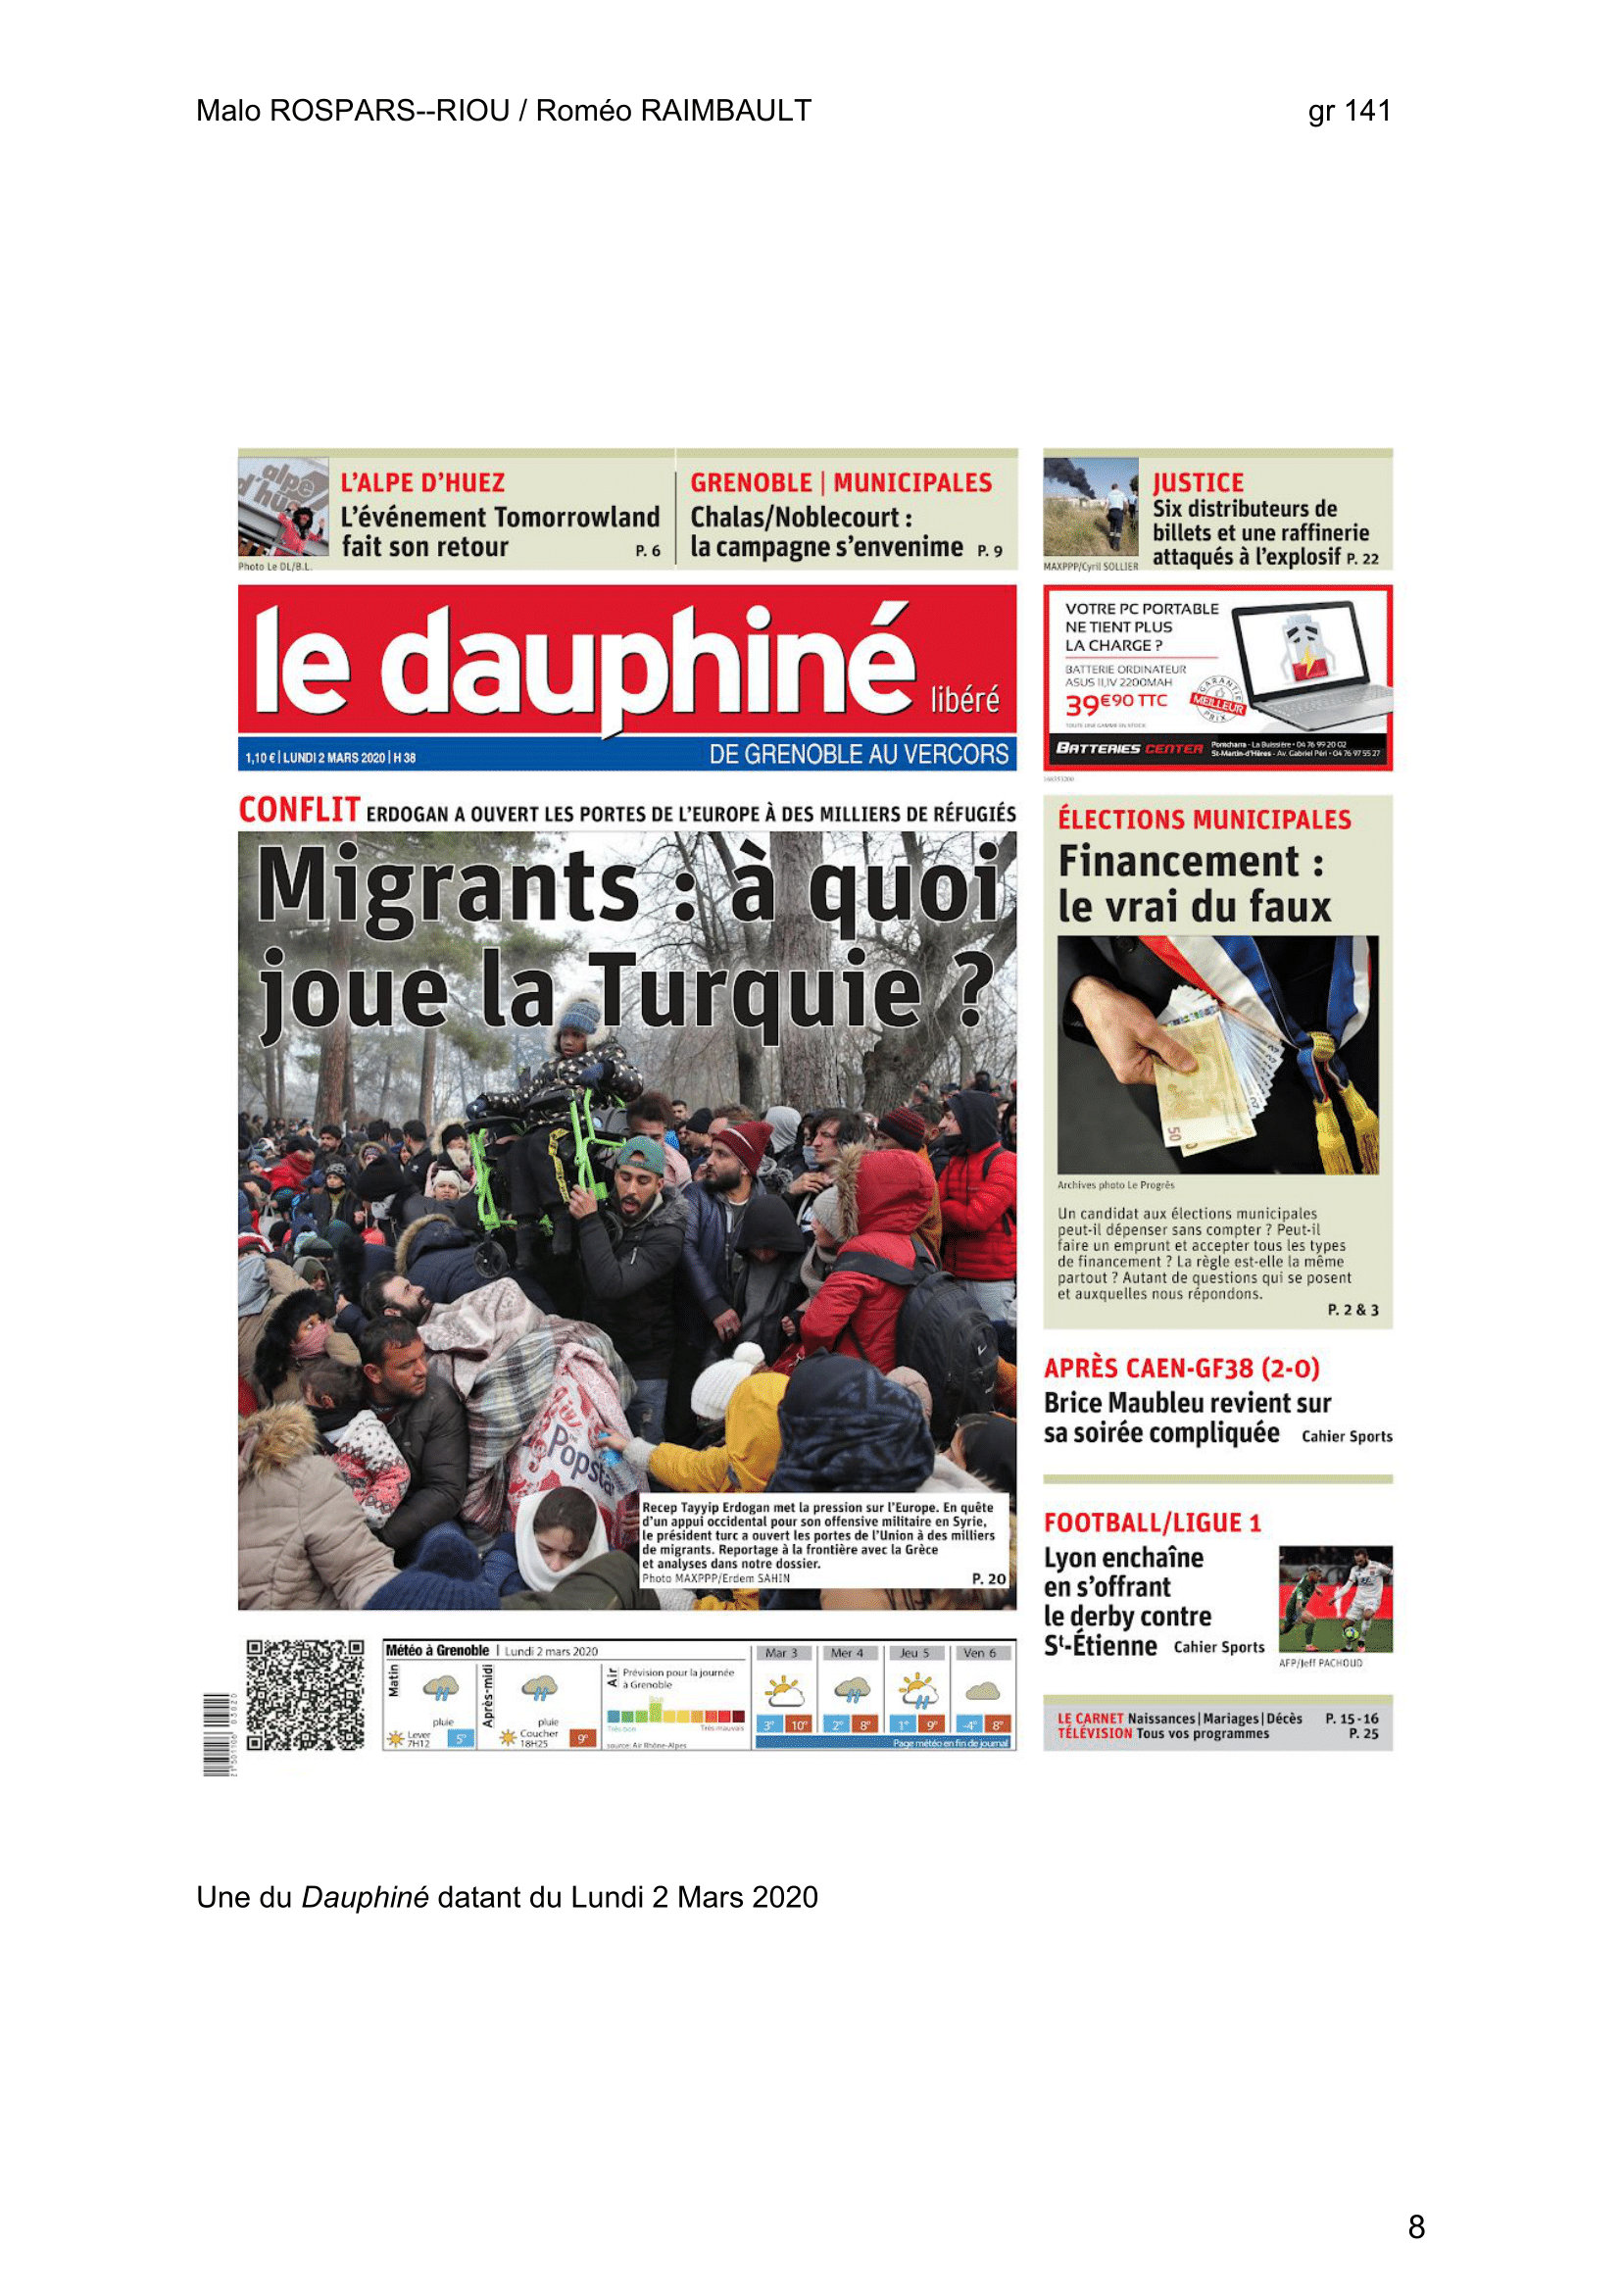 Malo ROSPARS--RIOU / Roméo RAIMBAULT
gr 141
L'ALPE D'HUEZ
L'événement Tomorrowland
fait son retour P. 6
Photo Le DL/B.L.
GRENOBLE | MUNICIPALES
Chalas/Noblecourt :
la campagne s'envenime P. 9
JUSTICE
Six distributeurs de
billets et une raffinerie
attaqués à l'explosif P. 22
MAXPPP/Cyril SOLLIER
le dauphiné
libéré
1,10 € | LUNDI 2 MARS 2020 | H 38
DE GRENOBLE AU VERCORS
VOTRE PC PORTABLE
NE TIENT PLUS
LA CHARGE ?
BATTERIE ORDINATEUR
ASUS II,IV 2200MAH
39€90 TTC
GARANTIE
MEILLEUR
PRIX
BATTERIES CENTER
Pontcharra - La Buissière • 04 76 99 20 02
St-Martin-d'Hères - Av. Gabriel Péri • 04 76 97 55 27
CONFLIT ERDOGAN A OUVERT LES PORTES DE L'EUROPE À DES MILLIERS DE RÉFUGIÉS
Migrants : à quoi
joue la Turquie ?
Popsta
Recep Tayyip Erdogan met la pression sur l'Europe. En quête
d'un appui occidental pour son offensive militaire en Syrie,
le président turc a ouvert les portes de l'Union à des milliers
de migrants. Reportage à la frontière avec la Grèce
et analyses dans notre dossier.
Photo MAXPPP/Erdem SAHIN P. 20
ÉLECTIONS MUNICIPALES
Financement :
le vrai du faux
50
Archives photo Le Progrès
Un candidat aux élections municipales
peut-il dépenser sans compter ? Peut-il
faire un emprunt et accepter tous les types
de financement ? La règle est-elle la même
partout ? Autant de questions qui se posent
et auxquelles nous répondons.
P. 2 & 3
APRÈS CAEN-GF38 (2-0)
Brice Maubleu revient sur
sa soirée compliquée Cahier Sports
FOOTBALL/LIGUE 1
Lyon enchaîne
en s'offrant
le derby contre
St-Étienne Cahier Sports
AFP/Jeff PACHOUD
LE CARNET Naissances|Mariages|Décès P. 15-16
TÉLÉVISION Tous vos programmes P. 25
Météo à Grenoble | Lundi 2 mars 2020
Matin
pluie
Lever
7H12
5°
Après-midi
pluie
Coucher
18H25
9°
Air
Prévision pour la journée
à Grenoble
Bon
Très bon
Très mauvais
source: Air Rhône-Alpes
Mar 3 Mer 4 Jeu 5 Ven 6
3° 10° 2° 8° 1° 9° -4° 8°
Page météo en fin de journal
Une du Dauphiné datant du Lundi 2 Mars 2020
8